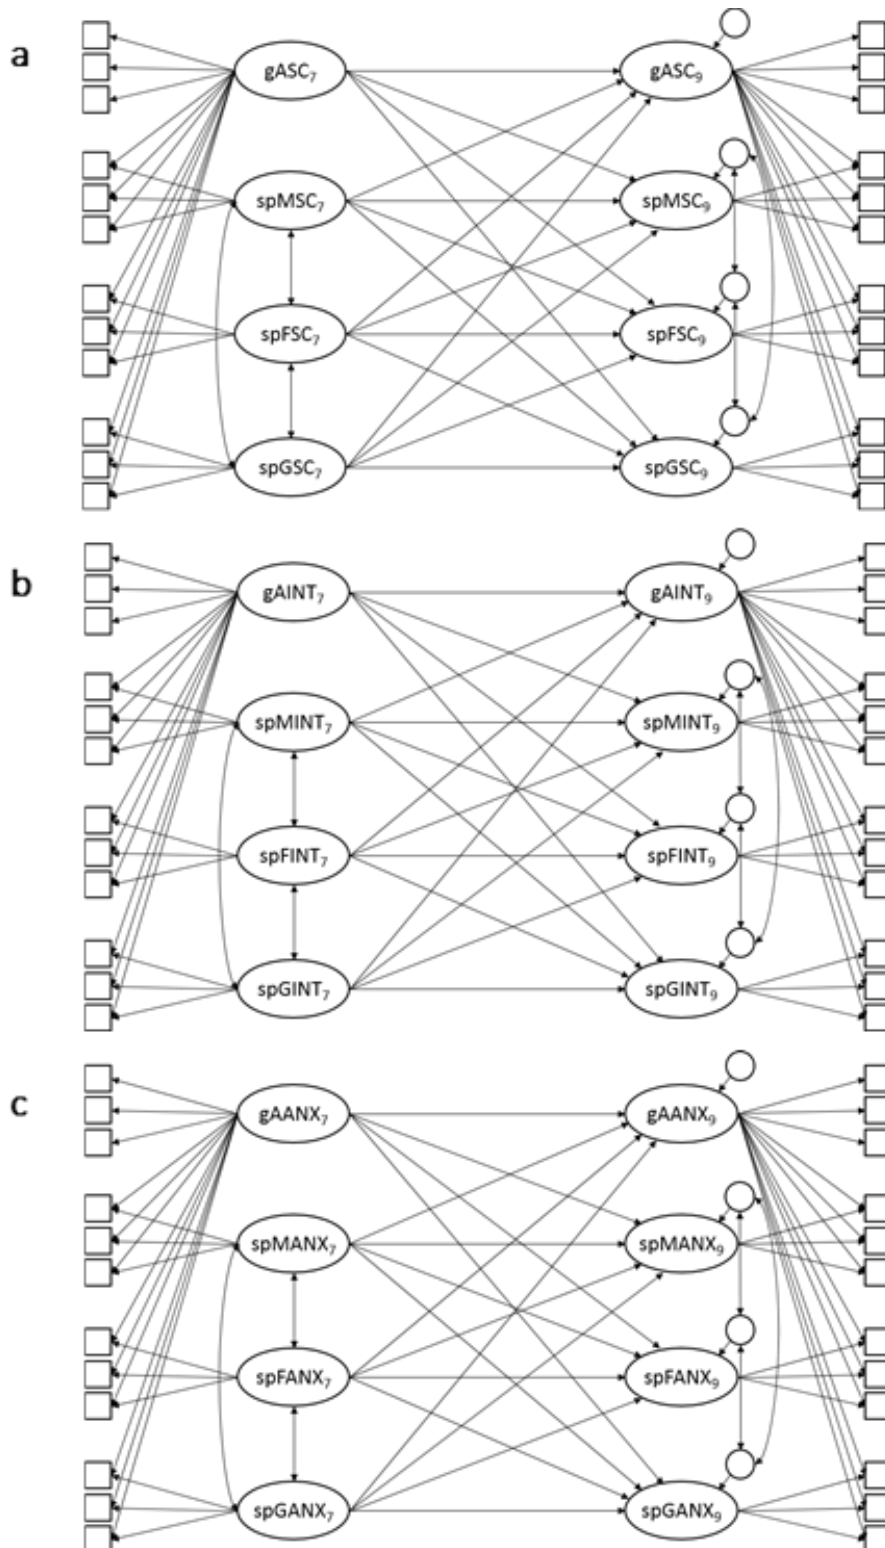 a
gASC₇ gASC₉
spMSC₇ spMSC₉
spFSC₇ spFSC₉
spGSC₇ spGSC₉
b
gAINT₇ gAINT₉
spMINT₇ spMINT₉
spFINT₇ spFINT₉
spGINT₇ spGINT₉
c
gAANX₇ gAANX₉
spMANX₇ spMANX₉
spFANX₇ spFANX₉
spGANX₇ spGANX₉